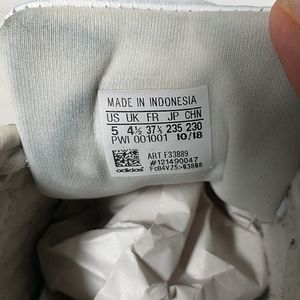 MADE IN INDONESIA
US UK FR JP CHN
5 4½ 37⅓ 235 230
PWI 001001 10/18
ART F33889
#121490047
adidas